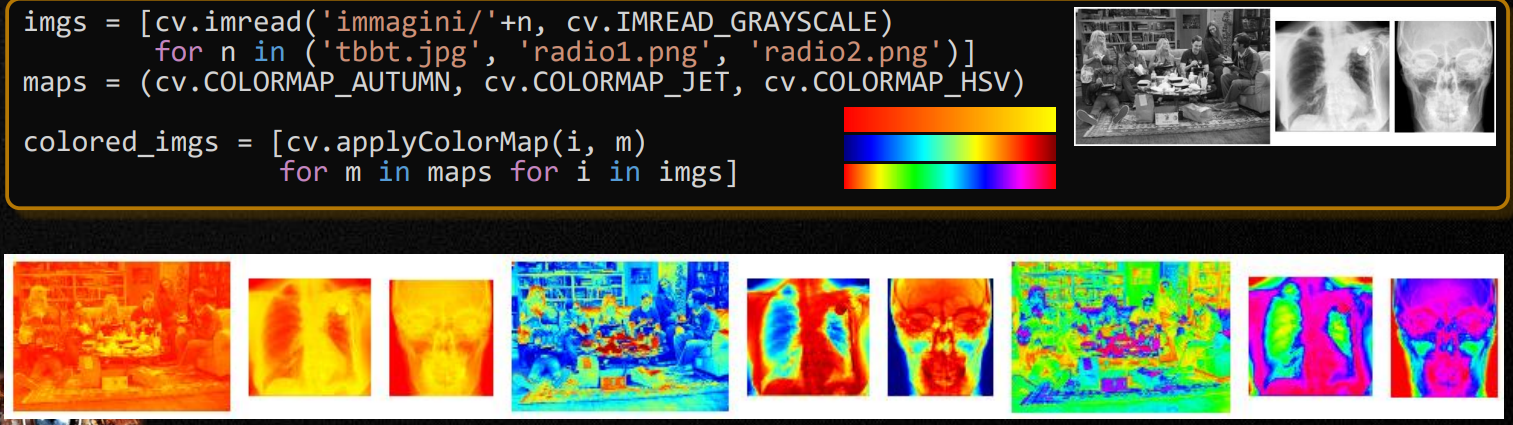 imgs = [cv.imread('immagini/'+n, cv.IMREAD_GRAYSCALE)
for n in ('tbbt.jpg', 'radio1.png', 'radio2.png')]
maps = (cv.COLORMAP_AUTUMN, cv.COLORMAP_JET, cv.COLORMAP_HSV)
colored_imgs = [cv.applyColorMap(i, m)
for m in maps for i in imgs]